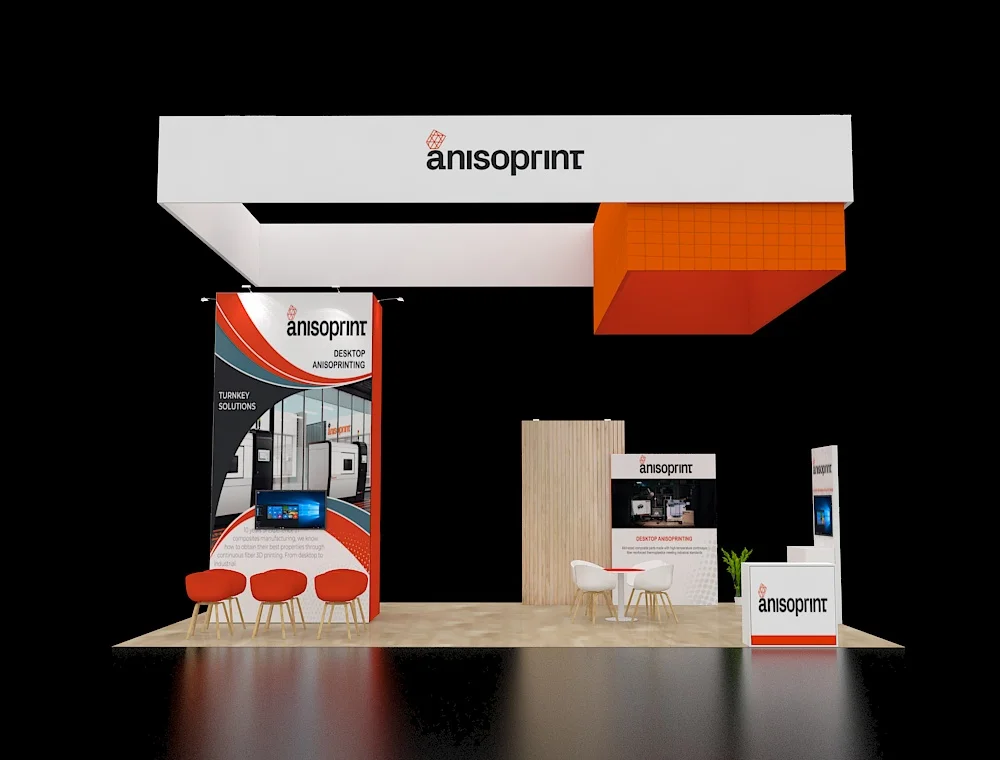 anisoprint
anisoprint
DESKTOP
ANISOPRINTING
TURNKEY
SOLUTIONS
anisoprint
composites manufacturing, we know
how to obtain their best properties through
continuous fiber 3D printing. From desktop to
industrial
anisoprint
DESKTOP ANISOPRINTING
anisoprint
anisoprint